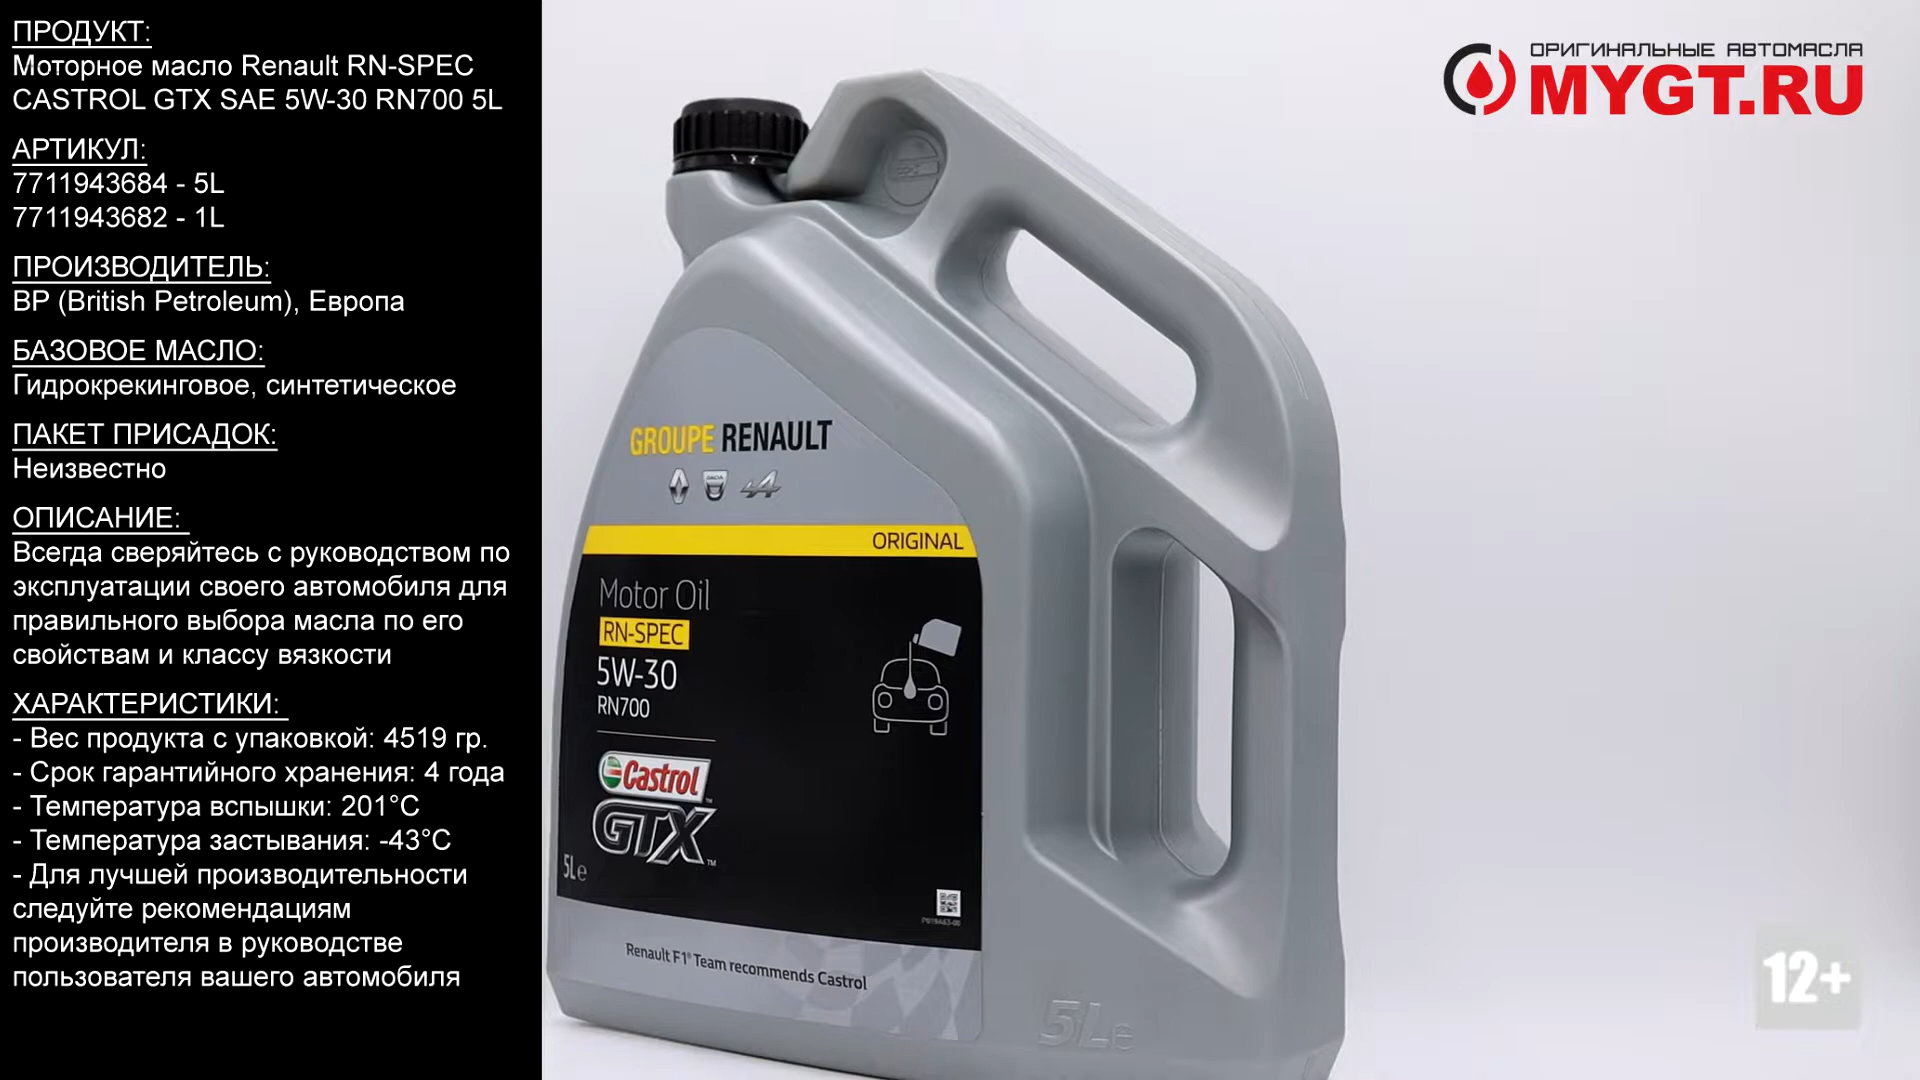 ПРОДУКТ:
Моторное масло Renault RN-SPEC
CASTROL GTX SAE 5W-30 RN700 5L
АРТИКУЛ:
7711943684 - 5L
7711943682 - 1L
ПРОИЗВОДИТЕЛЬ:
BP (British Petroleum), Европа
БАЗОВОЕ МАСЛО:
Гидрокрекинговое, синтетическое
ПАКЕТ ПРИСАДОК:
Неизвестно
ОПИСАНИЕ:
Всегда сверяйтесь с руководством по
эксплуатации своего автомобиля для
правильного выбора масла по его
свойствам и классу вязкости
ХАРАКТЕРИСТИКИ:
- Вес продукта с упаковкой: 4519 гр.
- Срок гарантийного хранения: 4 года
- Температура вспышки: 201°C
- Температура застывания: -43°C
- Для лучшей производительности
следуйте рекомендациям
производителя в руководстве
пользователя вашего автомобиля
ОРИГИНАЛЬНЫЕ АВТОМАСЛА
MYGT.RU
GROUPE RENAULT
ORIGINAL
Motor Oil
RN-SPEC
5W-30
RN700
Castrol
GTX™
5L e
Renault F1® Team recommends Castrol
5Le
12+